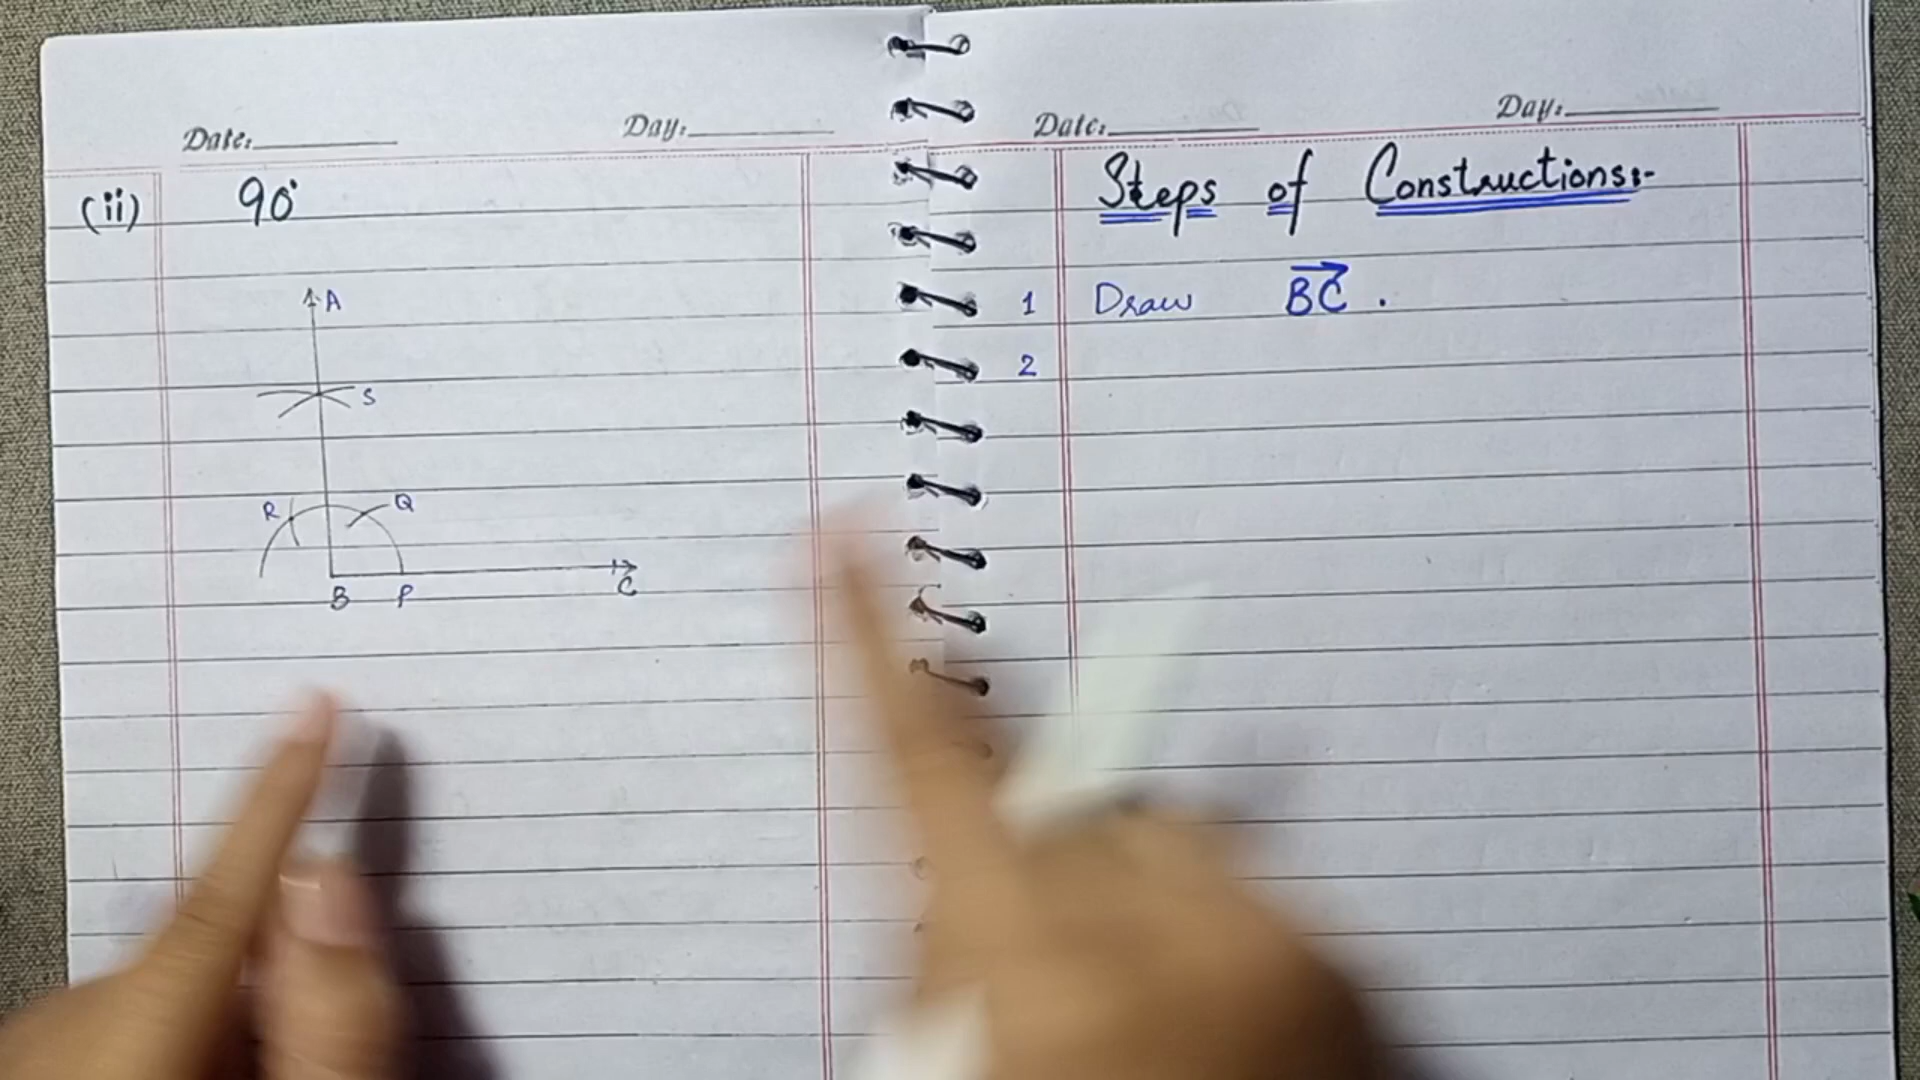 Date:
Day:
(ii) 90°
A
S
R
Q
B P C
Date:
Day:
Steps of Constructions:-
1 Draw BC .
2